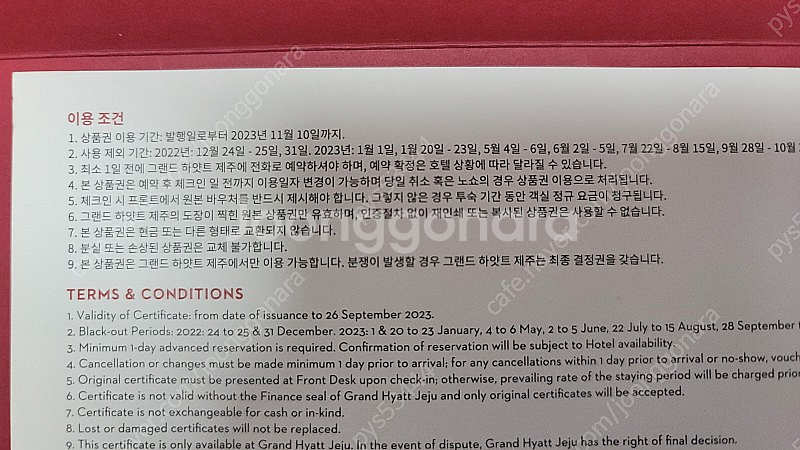 이용 조건
1. 상품권 이용 기간: 발행일로부터 2023년 11월 10일까지.
2. 사용 제외 기간: 2022년: 12월 24일 - 25일, 31일. 2023년: 1월 1일, 1월 20일 - 23일, 5월 4일 - 6일, 6월 2일 - 5일, 7월 22일 - 8월 15일, 9월 28일 - 10월
3. 최소 1일 전에 그랜드 하얏트 제주에 전화로 예약하셔야 하며, 예약 확정은 호텔 상황에 따라 달라질 수 있습니다.
4. 본 상품권은 예약 후 체크인 일 전까지 이용일자 변경이 가능하며 당일 취소 혹은 노쇼의 경우 상품권 이용으로 처리됩니다.
5. 체크인 시 프론트에서 원본 바우처를 반드시 제시해야 합니다. 그렇지 않은 경우 투숙 기간 동안 객실 정규 요금이 청구됩니다.
6. 그랜드 하얏트 제주의 도장이 찍힌 원본 상품권만 유효하며, 인증절차 없이 재인쇄 또는 복사된 상품권은 사용할 수 없습니다.
7. 본 상품권은 현금 또는 다른 형태로 교환되지 않습니다.
8. 분실 또는 손상된 상품권은 교체 불가합니다.
9. 본 상품권은 그랜드 하얏트 제주에서만 이용 가능합니다. 분쟁이 발생할 경우 그랜드 하얏트 제주는 최종 결정권을 갖습니다.
TERMS & CONDITIONS
1. Validity of Certificate: from date of issuance to 26 September 2023.
2. Black-out Periods: 2022: 24 to 25 & 31 December. 2023: 1 & 20 to 23 January, 4 to 6 May, 2 to 5 June, 22 July to 15 August, 28 September
3. Minimum 1-day advanced reservation is required. Confirmation of reservation will be subject to Hotel availability.
4. Cancellation or changes must be made minimum 1 day prior to arrival; for any cancellations within 1 day prior to arrival or no-show, vouch
5. Original certificate must be presented at Front Desk upon check-in; otherwise, prevailing rate of the staying period will be charged prior
6. Certificate is not valid without the Finance seal of Grand Hyatt Jeju and only original certificates will be accepted.
7. Certificate is not exchangeable for cash or in-kind.
8. Lost or damaged certificates will not be replaced.
9. This certificate is only available at Grand Hyatt Jeju. In the event of dispute, Grand Hyatt Jeju has the right of final decision.
joonggonara